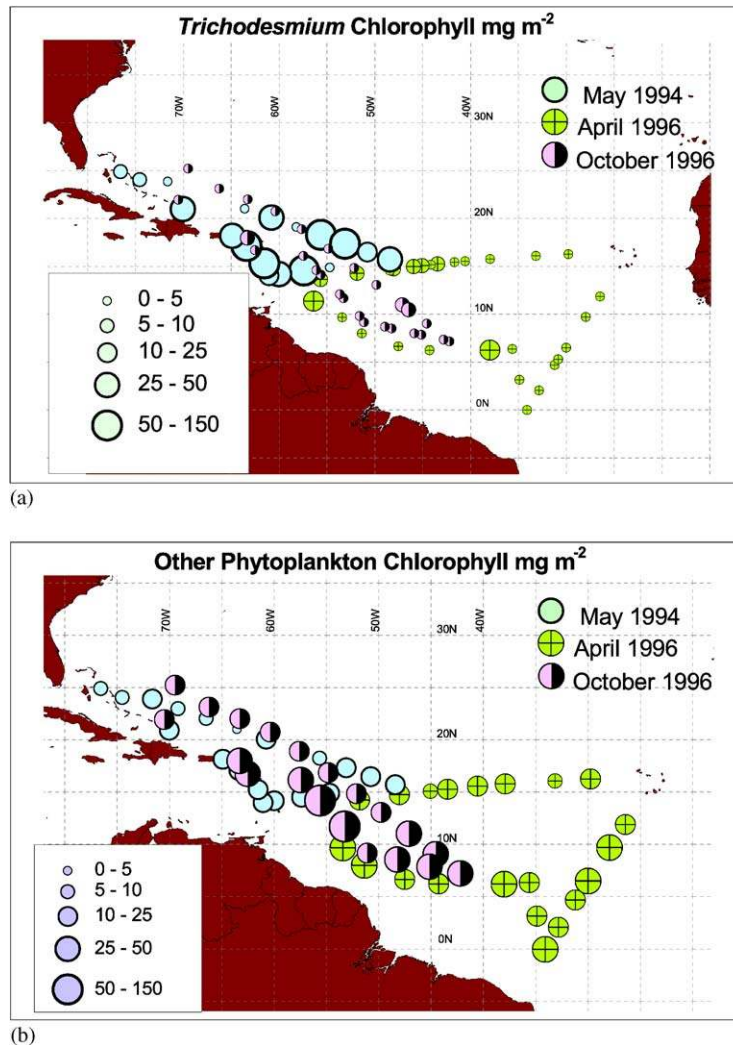 Trichodesmium Chlorophyll mg m-2
70W
60W
50W
40W
30N
20N
10N
0N
May 1994
April 1996
October 1996
0 - 5
5 - 10
10 - 25
25 - 50
50 - 150
(a)
Other Phytoplankton Chlorophyll mg m-2
70W
60W
50W
40W
30N
20N
10N
0N
May 1994
April 1996
October 1996
0 - 5
5 - 10
10 - 25
25 - 50
50 - 150
(b)